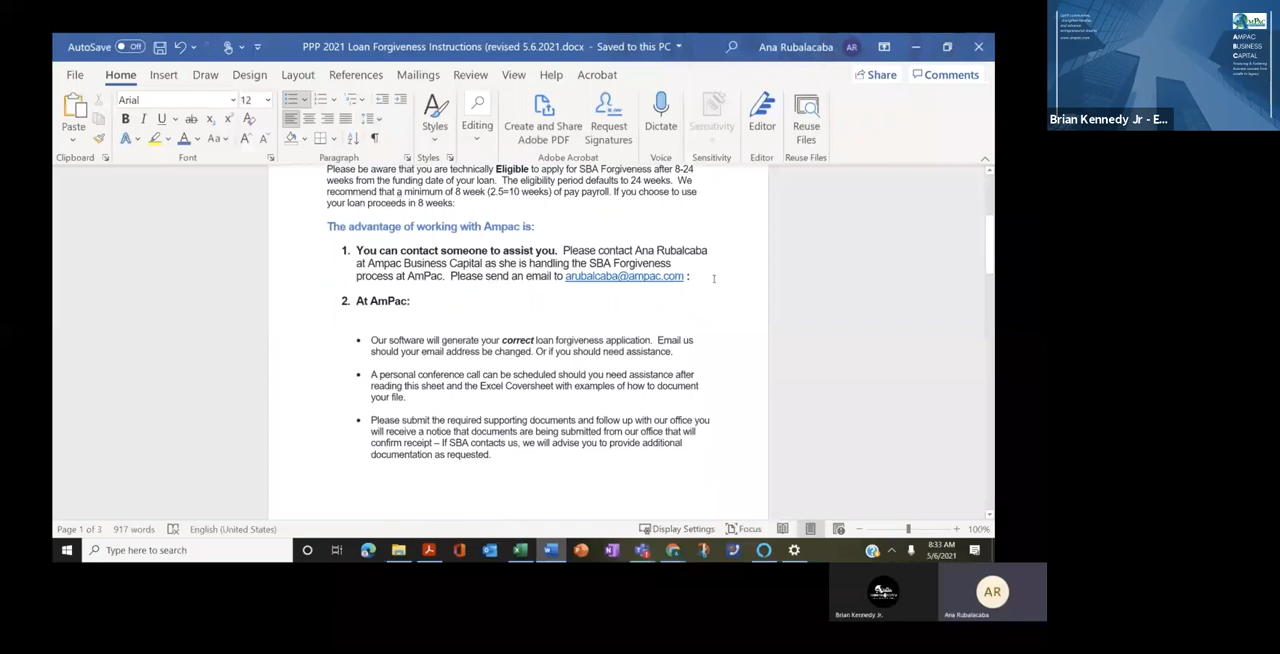 AutoSave Off
PPP 2021 Loan Forgiveness Instructions (revised 5.6.2021.docx - Saved to this PC
Ana Rubalacaba AR
File Home Insert Draw Design Layout References Mailings Review View Help Acrobat
Share Comments
Arial 12
Paste
Styles
Editing
Create and Share
Adobe PDF
Request
Signatures
Dictate
Sensitivity
Editor
Reuse
Files
Clipboard Font Paragraph Styles Adobe Acrobat Voice Sensitivity Editor Reuse Files
Please be aware that you are technically Eligible to apply for SBA Forgiveness after 8-24
weeks from the funding date of your loan. The eligibility period defaults to 24 weeks. We
recommend that a minimum of 8 week (2.5=10 weeks) of pay payroll. If you choose to use
your loan proceeds in 8 weeks:
The advantage of working with Ampac is:
1. You can contact someone to assist you. Please contact Ana Rubalcaba
at Ampac Business Capital as she is handling the SBA Forgiveness
process at AmPac. Please send an email to arubalcaba@ampac.com :
2. At AmPac:
• Our software will generate your correct loan forgiveness application. Email us
should your email address be changed. Or if you should need assistance.
• A personal conference call can be scheduled should you need assistance after
reading this sheet and the Excel Coversheet with examples of how to document
your file.
• Please submit the required supporting documents and follow up with our office you
will receive a notice that documents are being submitted from our office that will
confirm receipt – If SBA contacts us, we will advise you to provide additional
documentation as requested.
Page 1 of 3 917 words English (United States)
Display Settings Focus 100%
Type here to search
8:33 AM
5/6/2021
AMPAC
BUSINESS
CAPITAL
Brian Kennedy Jr - E...
Brian Kennedy Jr.
AR
Ana Rubalacaba